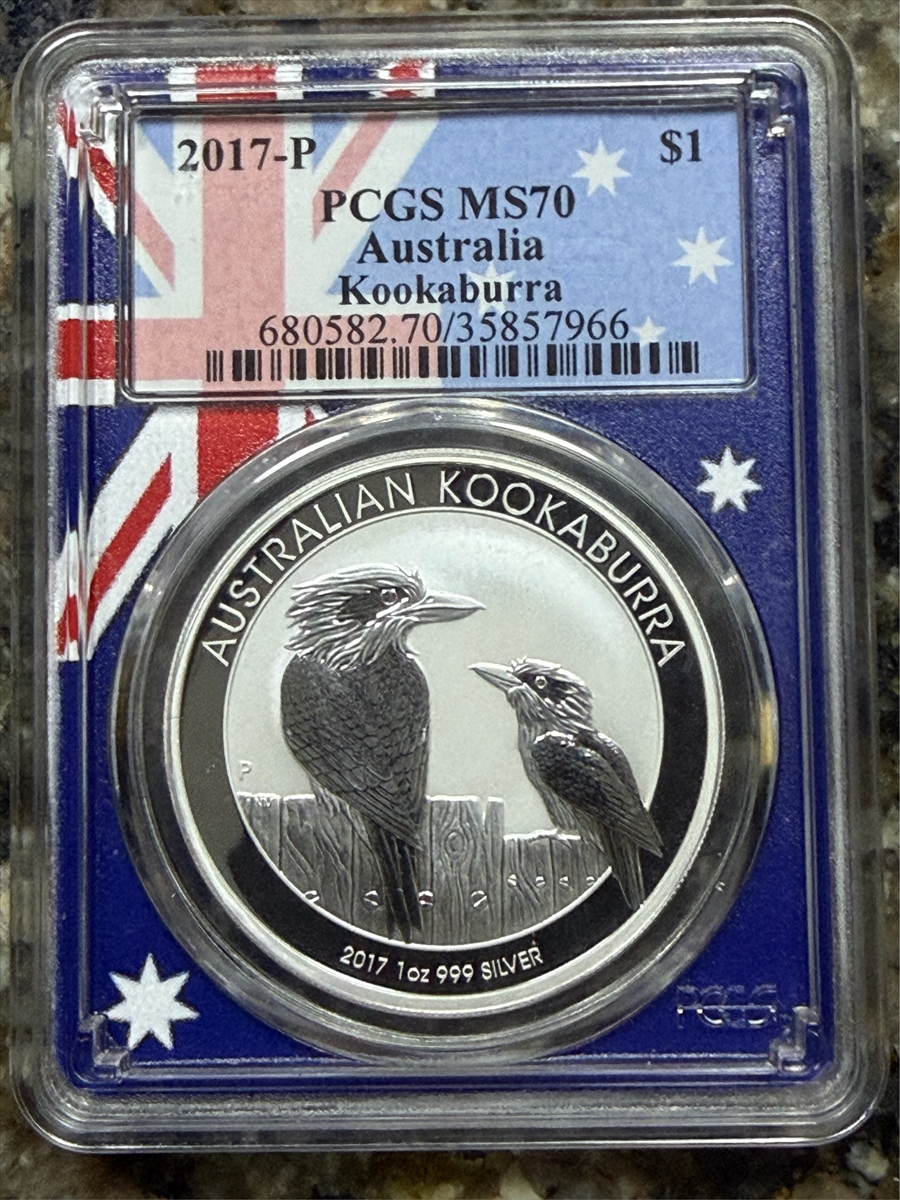 2017-P $1
PCGS MS70
Australia
Kookaburra
680582.70/35857966
AUSTRALIAN KOOKABURRA
P
2017 1oz 999 SILVER
PCGS